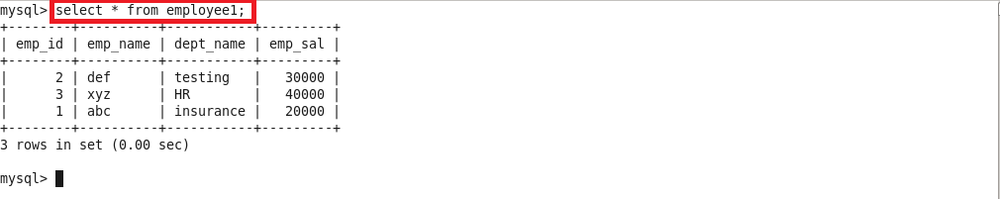 mysql> select * from employee1;
+--------+----------+-----------+---------+
| emp_id | emp_name | dept_name | emp_sal |
+--------+----------+-----------+---------+
|      2 | def      | testing   |   30000 |
|      3 | xyz      | HR        |   40000 |
|      1 | abc      | insurance |   20000 |
+--------+----------+-----------+---------+
3 rows in set (0.00 sec)
mysql>